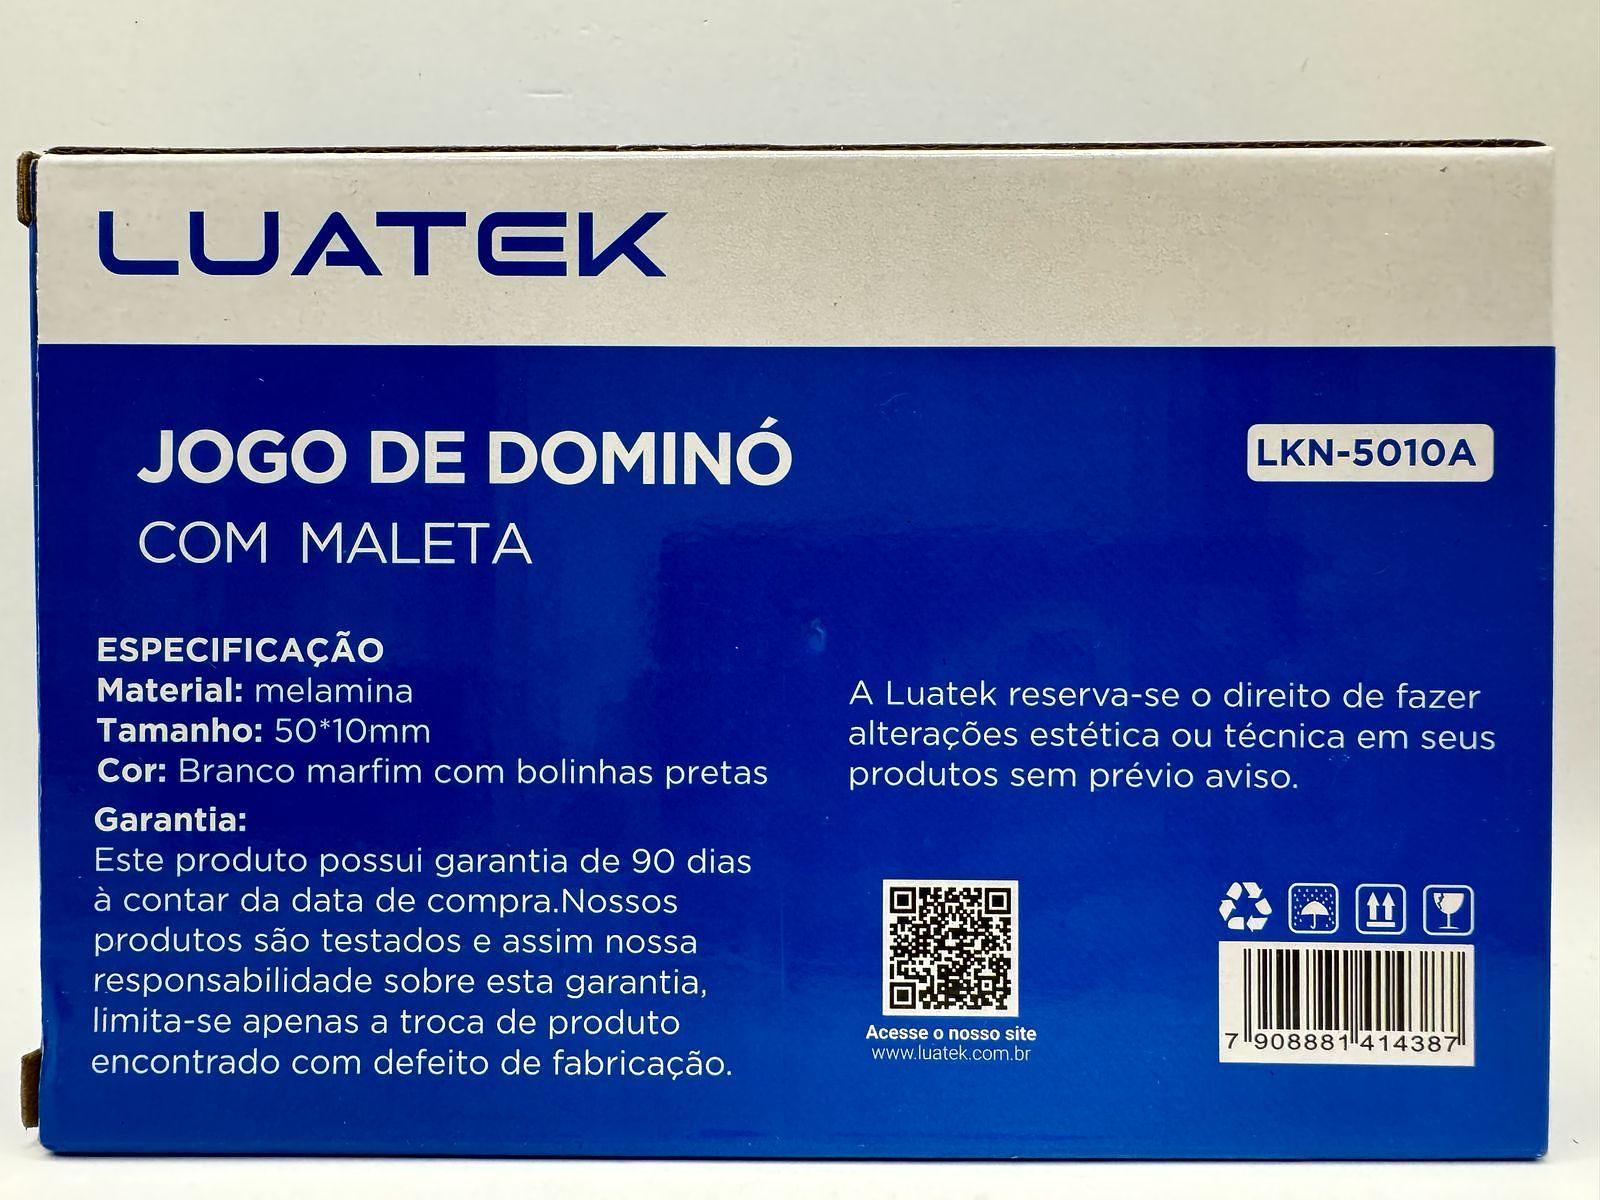 LUATEK
JOGO DE DOMINÓ
COM MALETA
LKN-5010A
ESPECIFICAÇÃO
Material: melamina
Tamanho: 50*10mm
Cor: Branco marfim com bolinhas pretas
Garantia:
Este produto possui garantia de 90 dias
à contar da data de compra.Nossos
produtos são testados e assim nossa
responsabilidade sobre esta garantia,
limita-se apenas a troca de produto
encontrado com defeito de fabricação.
A Luatek reserva-se o direito de fazer
alterações estética ou técnica em seus
produtos sem prévio aviso.
Acesse o nosso site
www.luatek.com.br
7 908881 414387